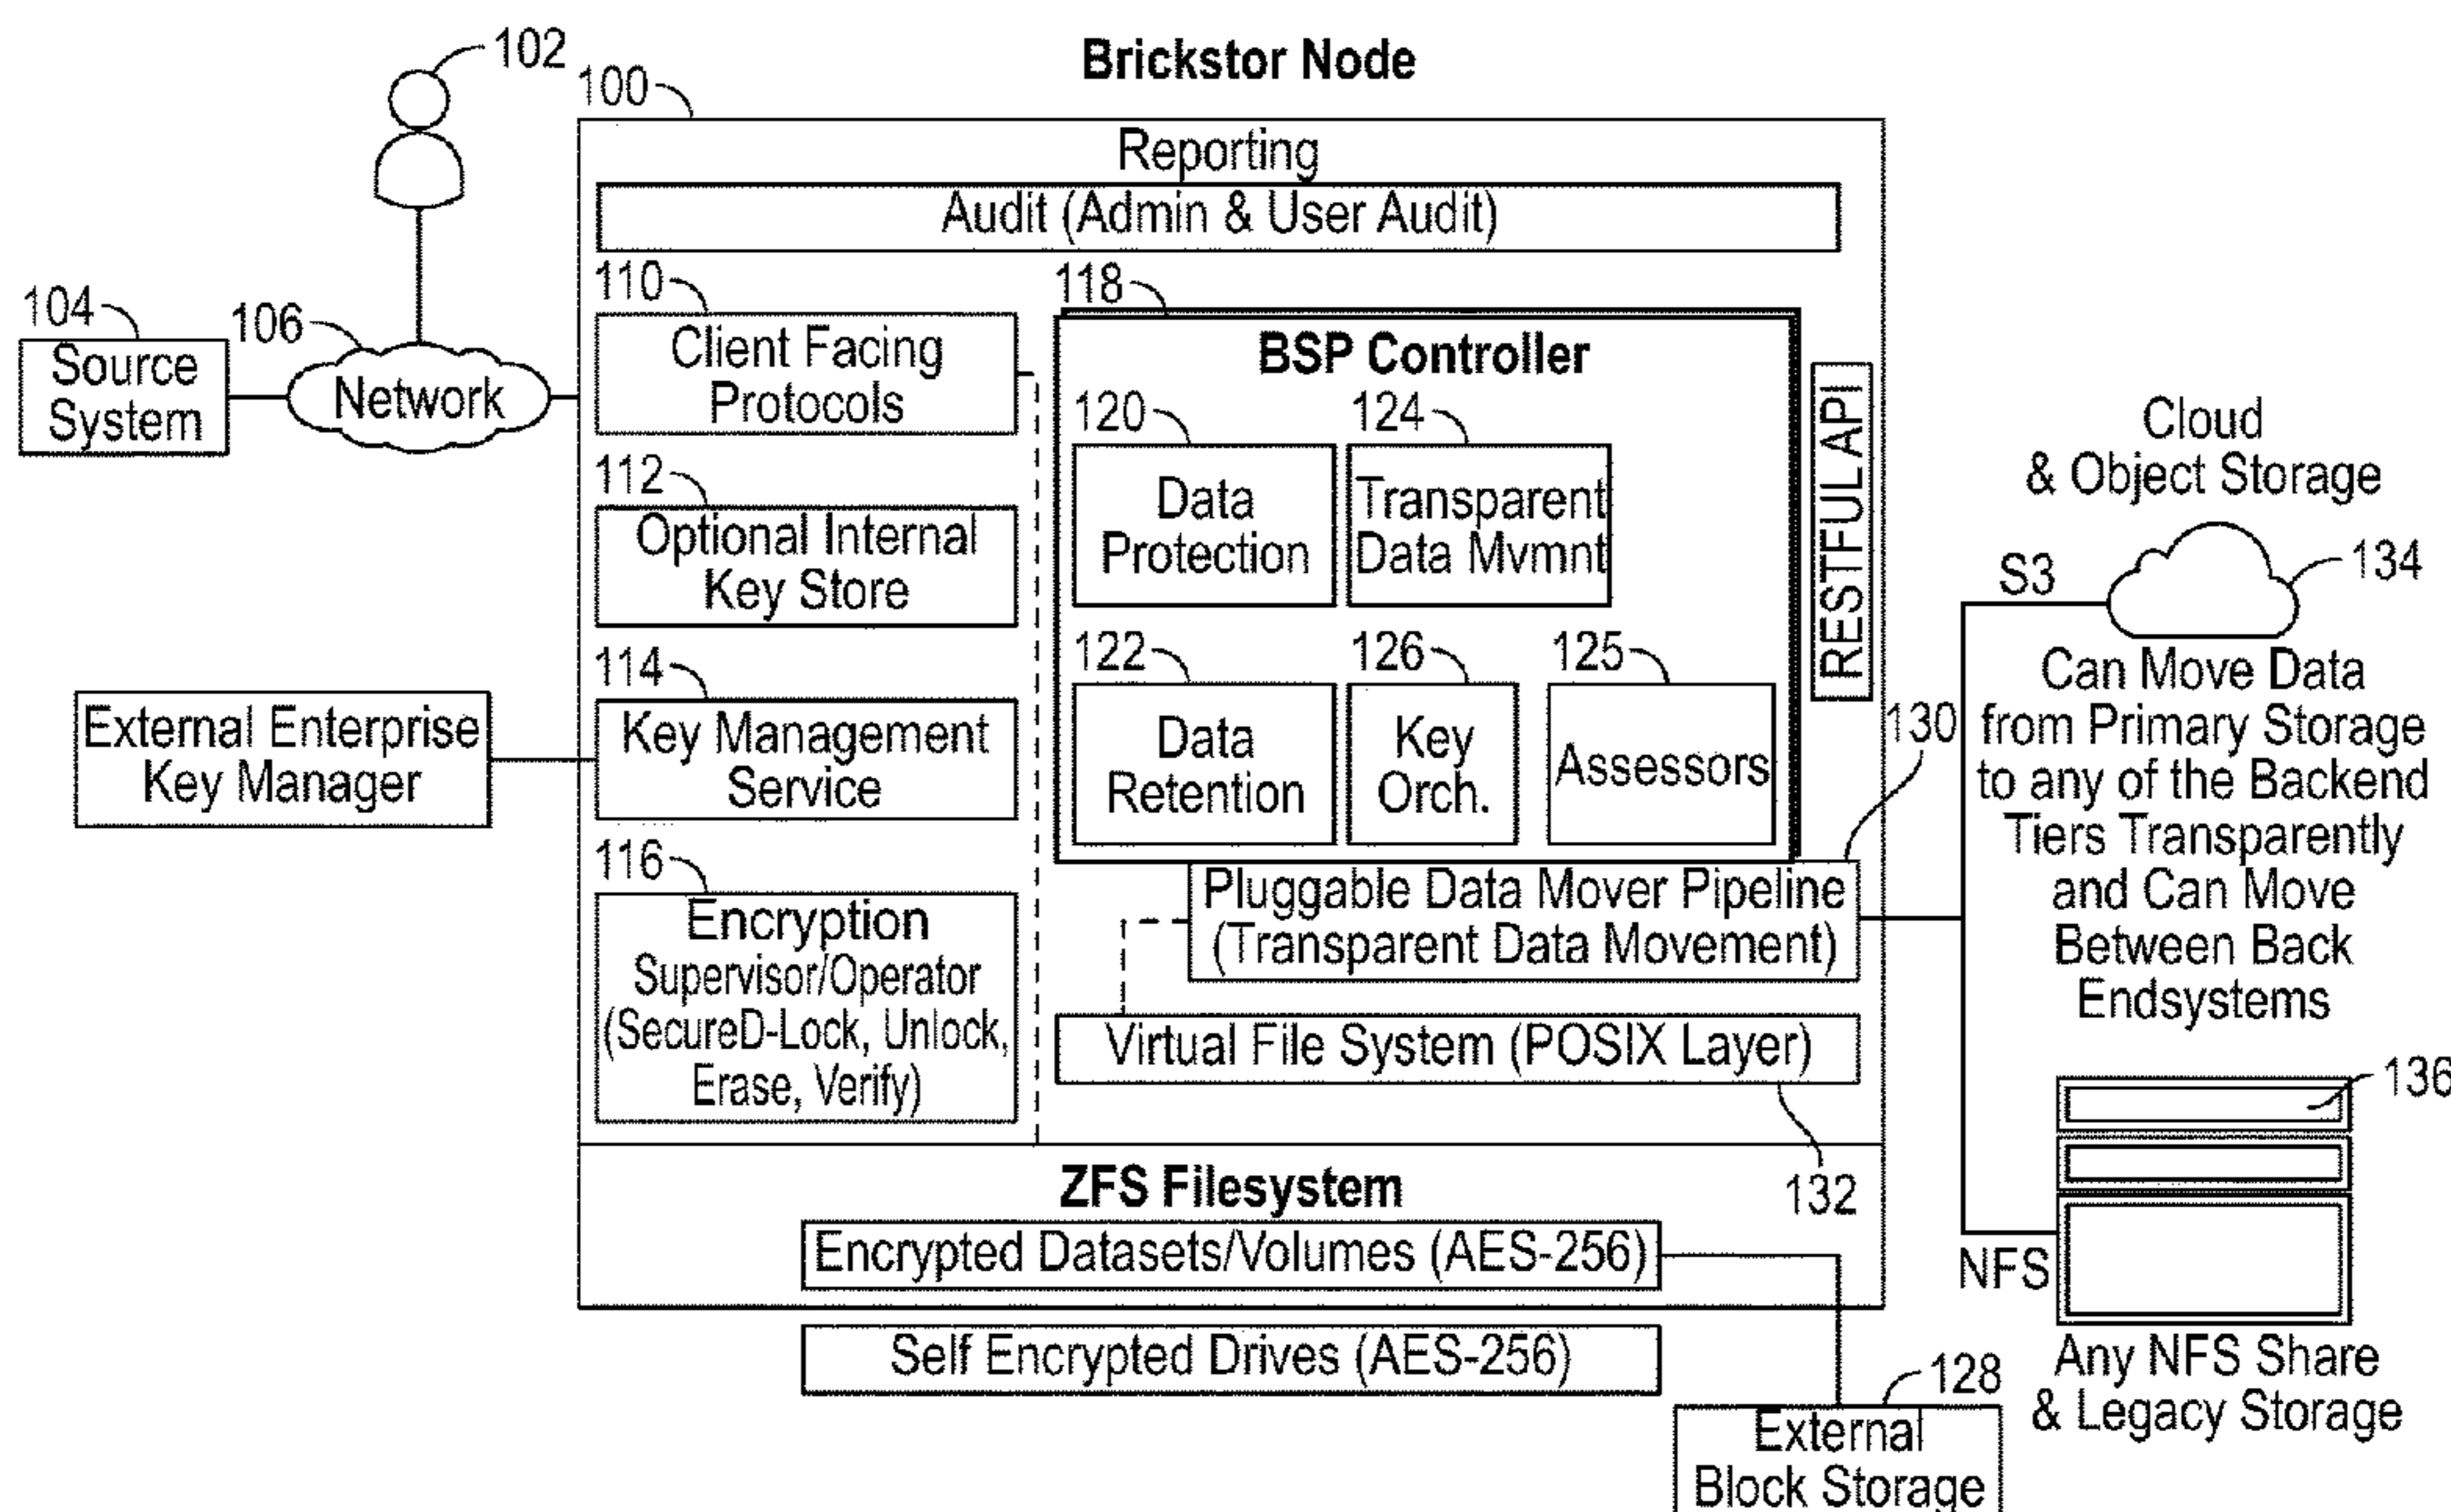 Brickstor Node
102
100
Reporting
Audit (Admin & User Audit)
104
Source
System
106
Network
110
Client Facing
Protocols
112
Optional Internal
Key Store
114
Key Management
Service
External Enterprise
Key Manager
116
Encryption
Supervisor/Operator
(SecureD-Lock, Unlock,
Erase, Verify)
118
BSP Controller
120
Data
Protection
124
Transparent
Data Mvmnt
122
Data
Retention
126
Key
Orch.
125
Assessors
RESTFUL API
130
Pluggable Data Mover Pipeline
(Transparent Data Movement)
Virtual File System (POSIX Layer)
132
ZFS Filesystem
Encrypted Datasets/Volumes (AES-256)
Self Encrypted Drives (AES-256)
128
External
Block Storage
Cloud
& Object Storage
S3
134
Can Move Data
from Primary Storage
to any of the Backend
Tiers Transparently
and Can Move
Between Back
Endsystems
136
NFS
Any NFS Share
& Legacy Storage